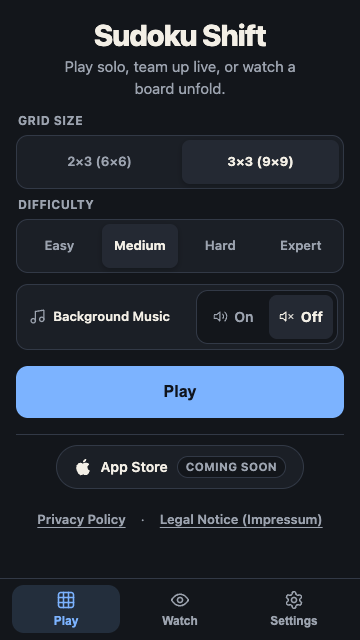 Sudoku Shift
Play solo, team up live, or watch a
board unfold.
GRID SIZE
2×3 (6×6) 3×3 (9×9)
DIFFICULTY
Easy Medium Hard Expert
Background Music On Off
Play
App Store COMING SOON
Privacy Policy · Legal Notice (Impressum)
Play Watch Settings